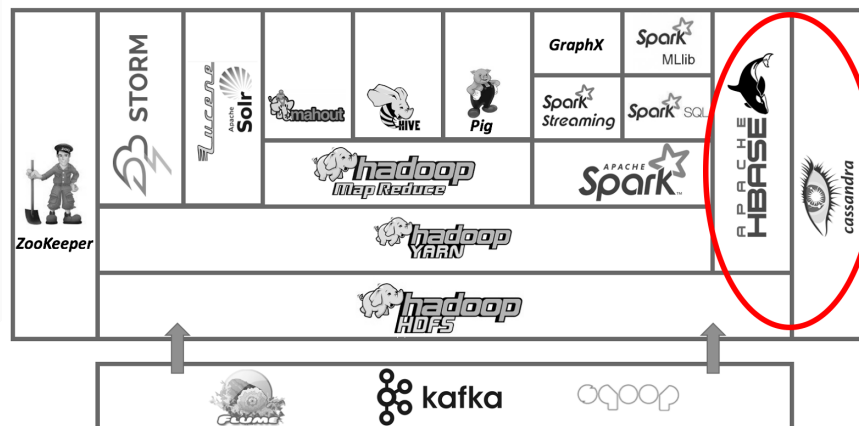 ZooKeeper
STORM
Lucene
Apache
Solr
mahout
HIVE
Pig
GraphX
Spark
MLlib
Spark
Streaming
Spark SQL
hadoop
Map Reduce
APACHE
Spark™
APACHE
HBASE
cassandra
hadoop
YARN
hadoop
HDFS
FLUME
kafka
sqoop